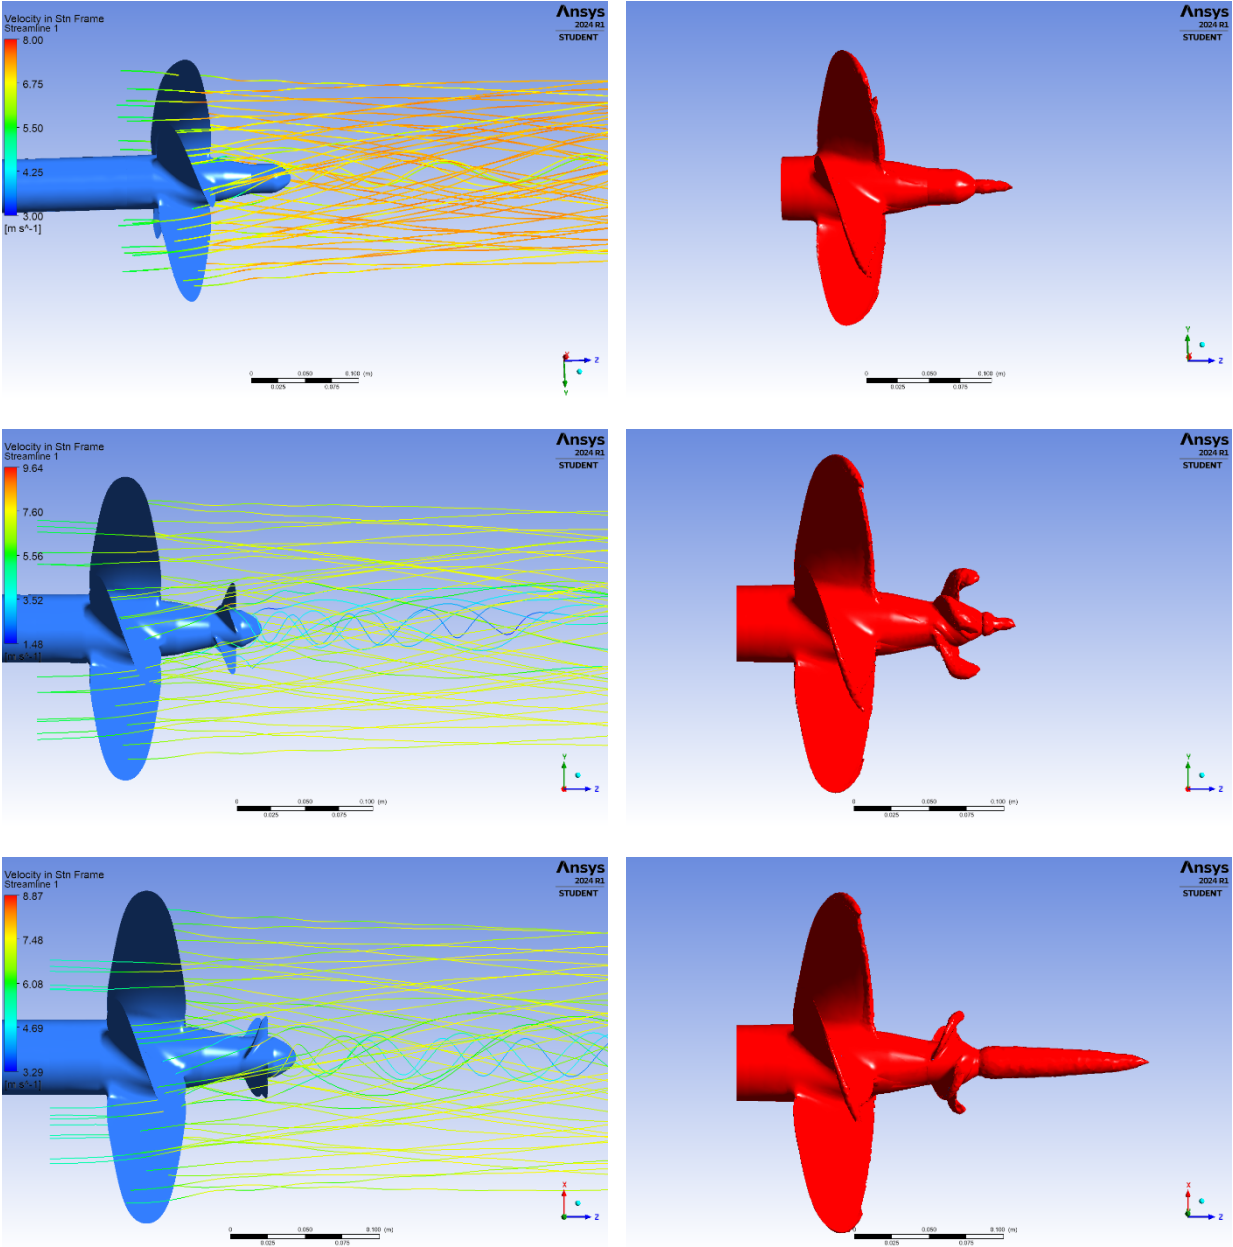 Velocity in Stn Frame
Streamline 1
8.00
6.75
5.50
4.25
3.00
[m s^-1]
Ansys
2024 R1
STUDENT
0 0.050 0.100 (m)
0.025 0.075
X
Z
Y
Ansys
2024 R1
STUDENT
0 0.050 0.100 (m)
0.025 0.075
Y
X
Z
Velocity in Stn Frame
Streamline 1
9.64
7.60
5.56
3.52
1.48
[m s^-1]
Ansys
2024 R1
STUDENT
0 0.050 0.100 (m)
0.025 0.075
Y
Z
Ansys
2024 R1
STUDENT
0 0.050 0.100 (m)
0.025 0.075
Y
Z
Velocity in Stn Frame
Streamline 1
8.87
7.48
6.08
4.69
3.29
[m s^-1]
Ansys
2024 R1
STUDENT
0 0.050 0.100 (m)
0.025 0.075
X
Z
Ansys
2024 R1
STUDENT
0 0.050 0.100 (m)
0.025 0.075
X
Z